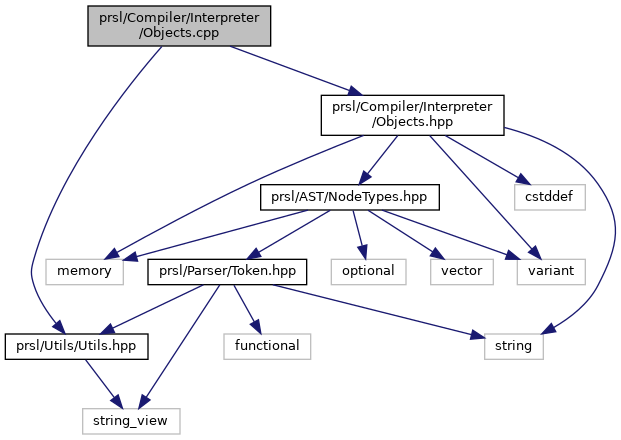 prsl/Compiler/Interpreter
/Objects.cpp
prsl/Compiler/Interpreter
/Objects.hpp
prsl/AST/NodeTypes.hpp
cstddef
memory
prsl/Parser/Token.hpp
optional
vector
variant
prsl/Utils/Utils.hpp
functional
string
string_view